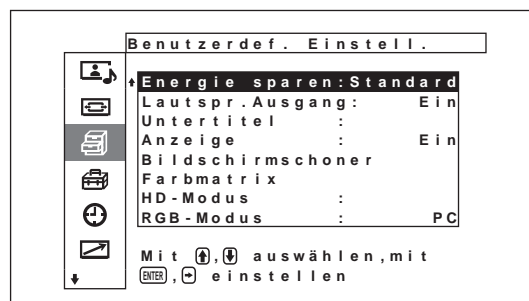 Benutzerdef. Einstell.
Energie sparen:Standard
Lautspr.Ausgang: Ein
Untertitel :
Anzeige : Ein
Bildschirmschoner
Farbmatrix
HD-Modus :
RGB-Modus : PC
Mit , auswählen,mit
ENTER , einstellen